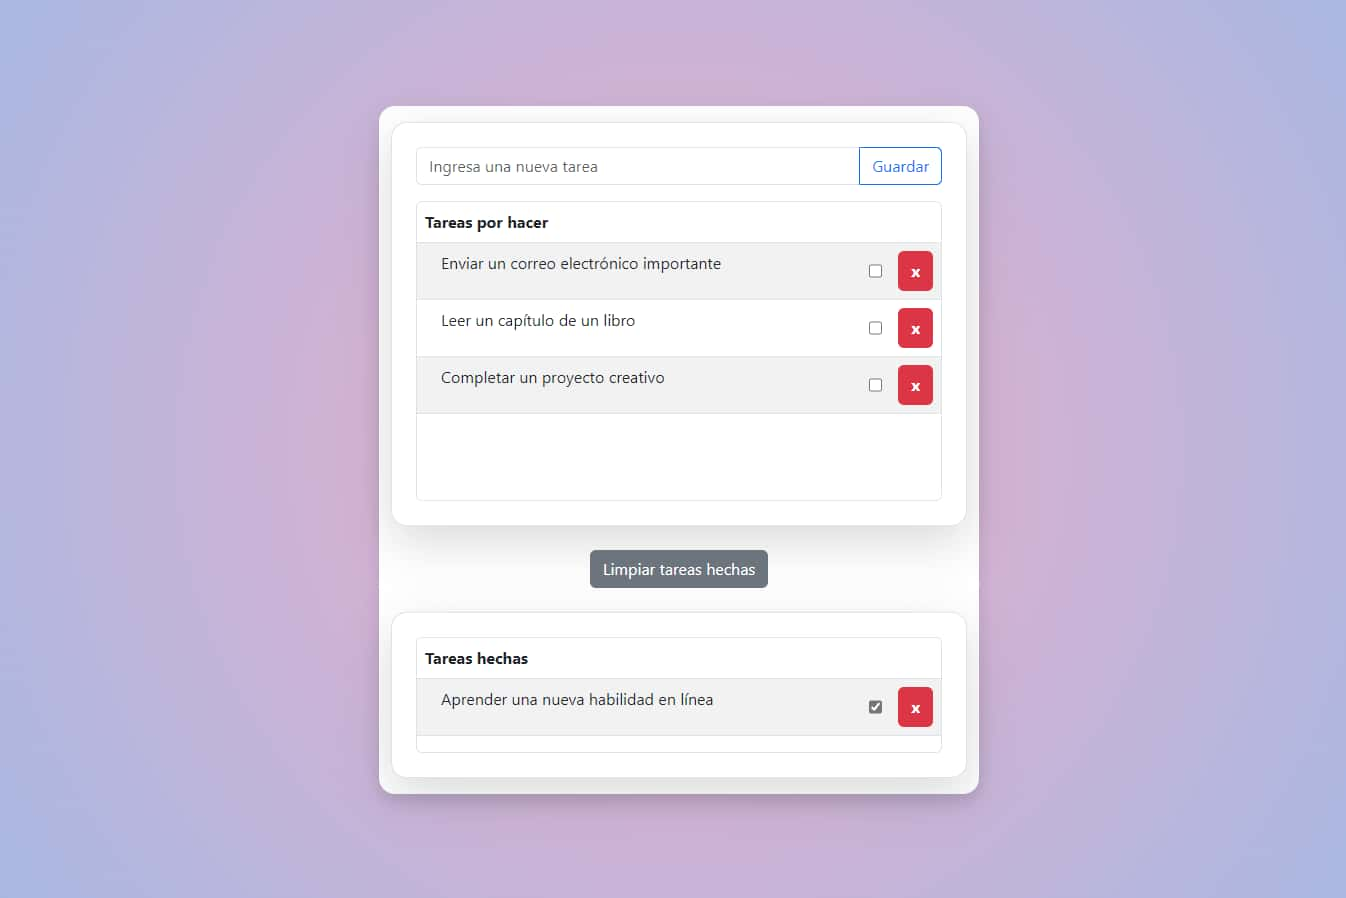 Ingresa una nueva tarea Guardar
Tareas por hacer
Enviar un correo electrónico importante x
Leer un capítulo de un libro x
Completar un proyecto creativo x
Limpiar tareas hechas
Tareas hechas
Aprender una nueva habilidad en línea x